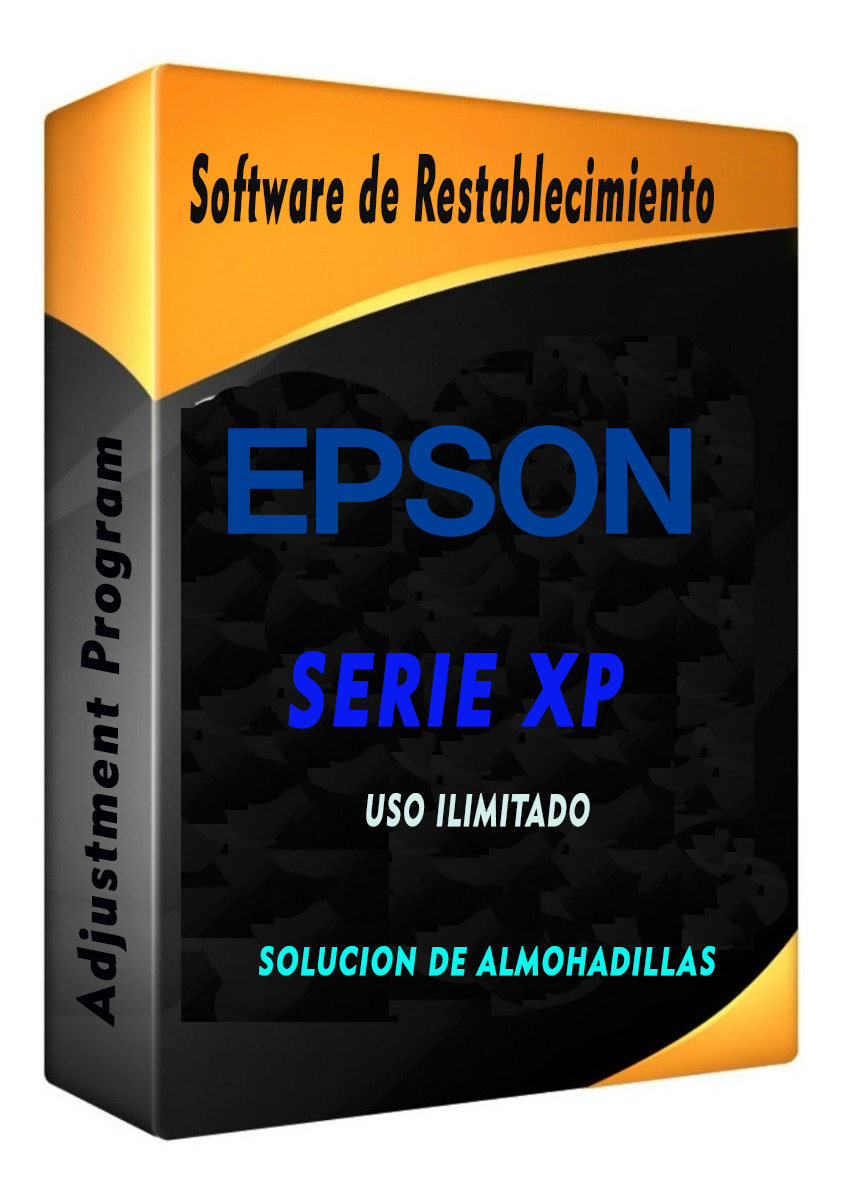 Software de Restablecimiento
EPSON
SERIE XP
USO ILIMITADO
SOLUCION DE ALMOHADILLAS
Adjustment Program